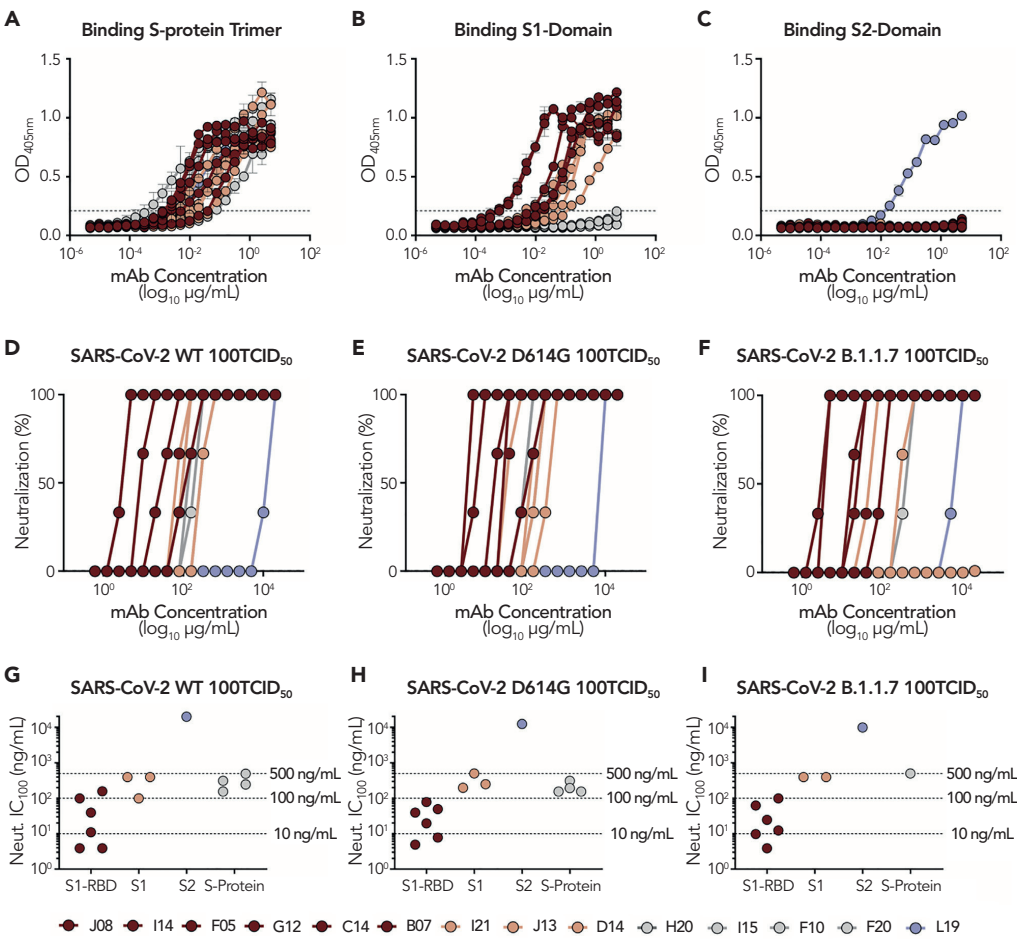 A
Binding S-protein Trimer
1.5
1.0
0.5
0.0
OD405nm
10-6
10-4
10-2
100
102
mAb Concentration
(log10 µg/mL)
B
Binding S1-Domain
1.5
1.0
0.5
0.0
OD405nm
10-6
10-4
10-2
100
102
mAb Concentration
(log10 µg/mL)
C
Binding S2-Domain
1.5
1.0
0.5
0.0
OD405nm
10-6
10-4
10-2
100
102
mAb Concentration
(log10 µg/mL)
D
SARS-CoV-2 WT 100TCID50
100
50
0
Neutralization (%)
100
102
104
mAb Concentration
(log10 µg/mL)
E
SARS-CoV-2 D614G 100TCID50
100
50
0
Neutralization (%)
100
102
104
mAb Concentration
(log10 µg/mL)
F
SARS-CoV-2 B.1.1.7 100TCID50
100
50
0
Neutralization (%)
100
102
104
mAb Concentration
(log10 µg/mL)
G
SARS-CoV-2 WT 100TCID50
104
103
102
101
100
Neut. IC100 (ng/mL)
500 ng/mL
100 ng/mL
10 ng/mL
S1-RBD S1 S2 S-Protein
H
SARS-CoV-2 D614G 100TCID50
104
103
102
101
100
Neut. IC100 (ng/mL)
500 ng/mL
100 ng/mL
10 ng/mL
S1-RBD S1 S2 S-Protein
I
SARS-CoV-2 B.1.1.7 100TCID50
104
103
102
101
100
Neut. IC100 (ng/mL)
500 ng/mL
100 ng/mL
10 ng/mL
S1-RBD S1 S2 S-Protein
J08 I14 F05 G12 C14 B07 I21 J13 D14 H20 I15 F10 F20 L19